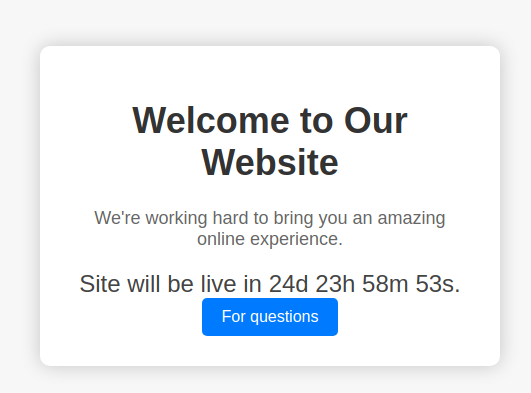 Welcome to Our
Website
We're working hard to bring you an amazing
online experience.
Site will be live in 24d 23h 58m 53s.
For questions